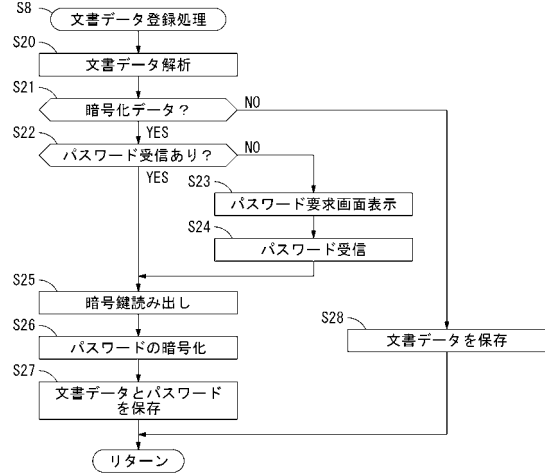 S8
文書データ登録処理
S20
文書データ解析
S21
暗号化データ？
NO
S22
YES
パスワード受信あり？
NO
YES
S23
パスワード要求画面表示
S24
パスワード受信
S25
暗号鍵読み出し
S26
パスワードの暗号化
S28
文書データを保存
S27
文書データとパスワード
を保存
リターン